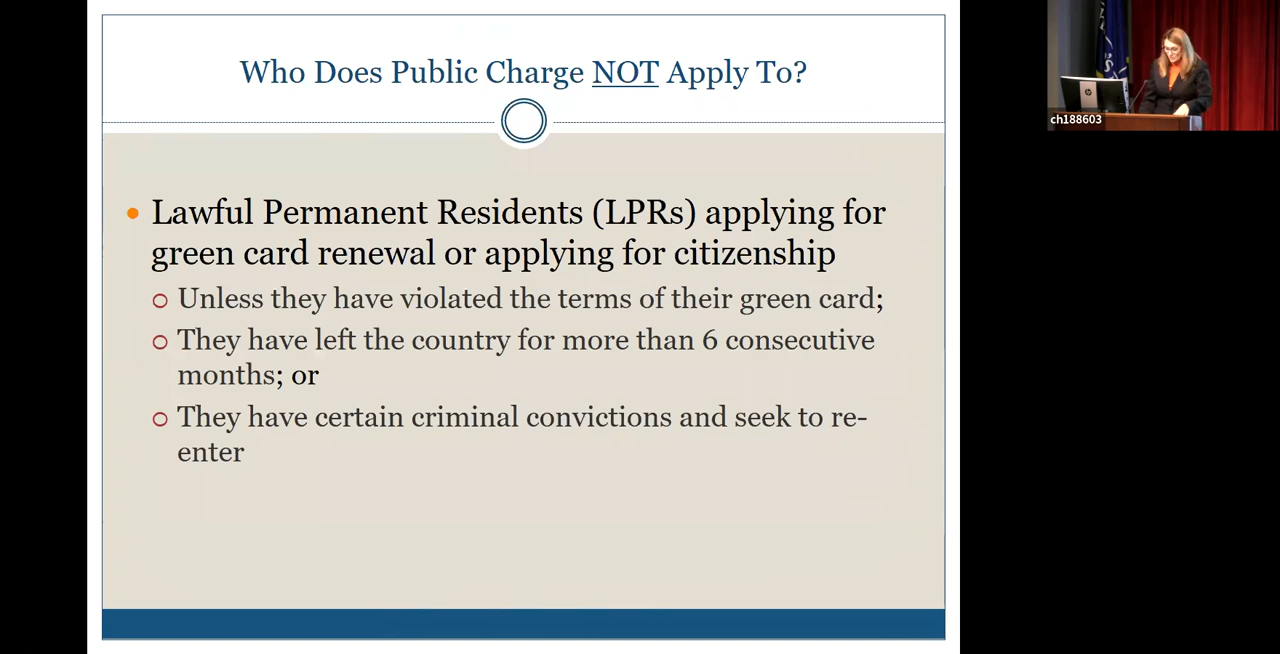 Who Does Public Charge NOT Apply To?
Lawful Permanent Residents (LPRs) applying for
green card renewal or applying for citizenship
Unless they have violated the terms of their green card;
They have left the country for more than 6 consecutive
months; or
They have certain criminal convictions and seek to re-
enter
ch188603